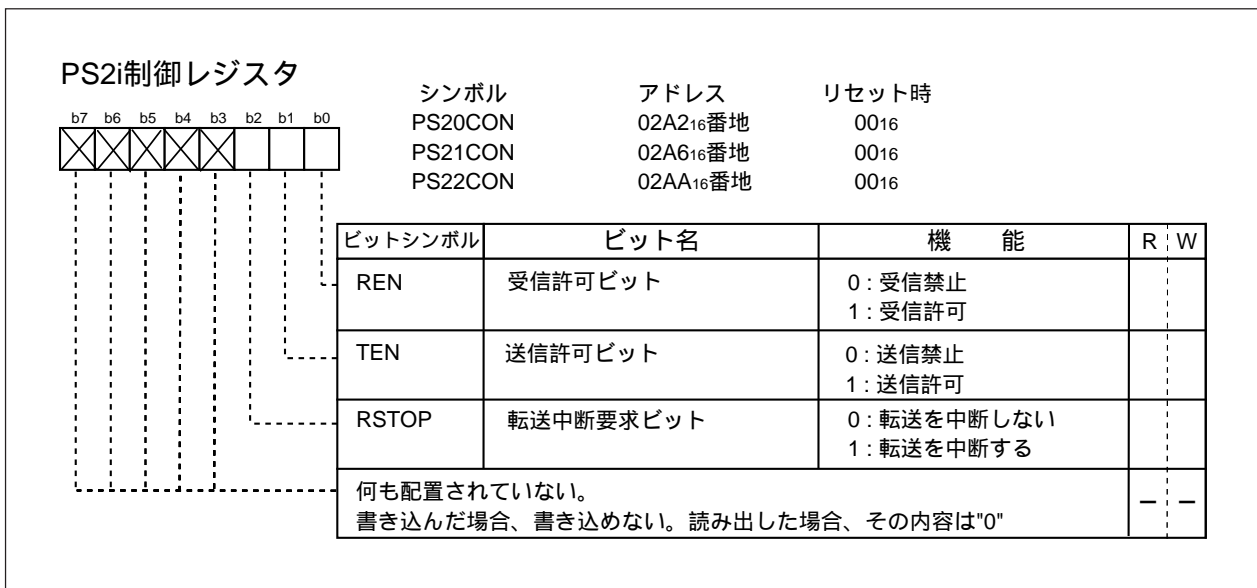 PS2i制御レジスタ
シンボル アドレス リセット時
b7 b6 b5 b4 b3 b2 b1 b0
PS20CON 02A216番地 0016
PS21CON 02A616番地 0016
PS22CON 02AA16番地 0016
ビットシンボル ビット名 機 能 R W
REN 受信許可ビット 0 : 受信禁止
1 : 受信許可
TEN 送信許可ビット 0 : 送信禁止
1 : 送信許可
RSTOP 転送中断要求ビット 0 : 転送を中断しない
1 : 転送を中断する
何も配置されていない。
書き込んだ場合、書き込めない。読み出した場合、その内容は"0" – –